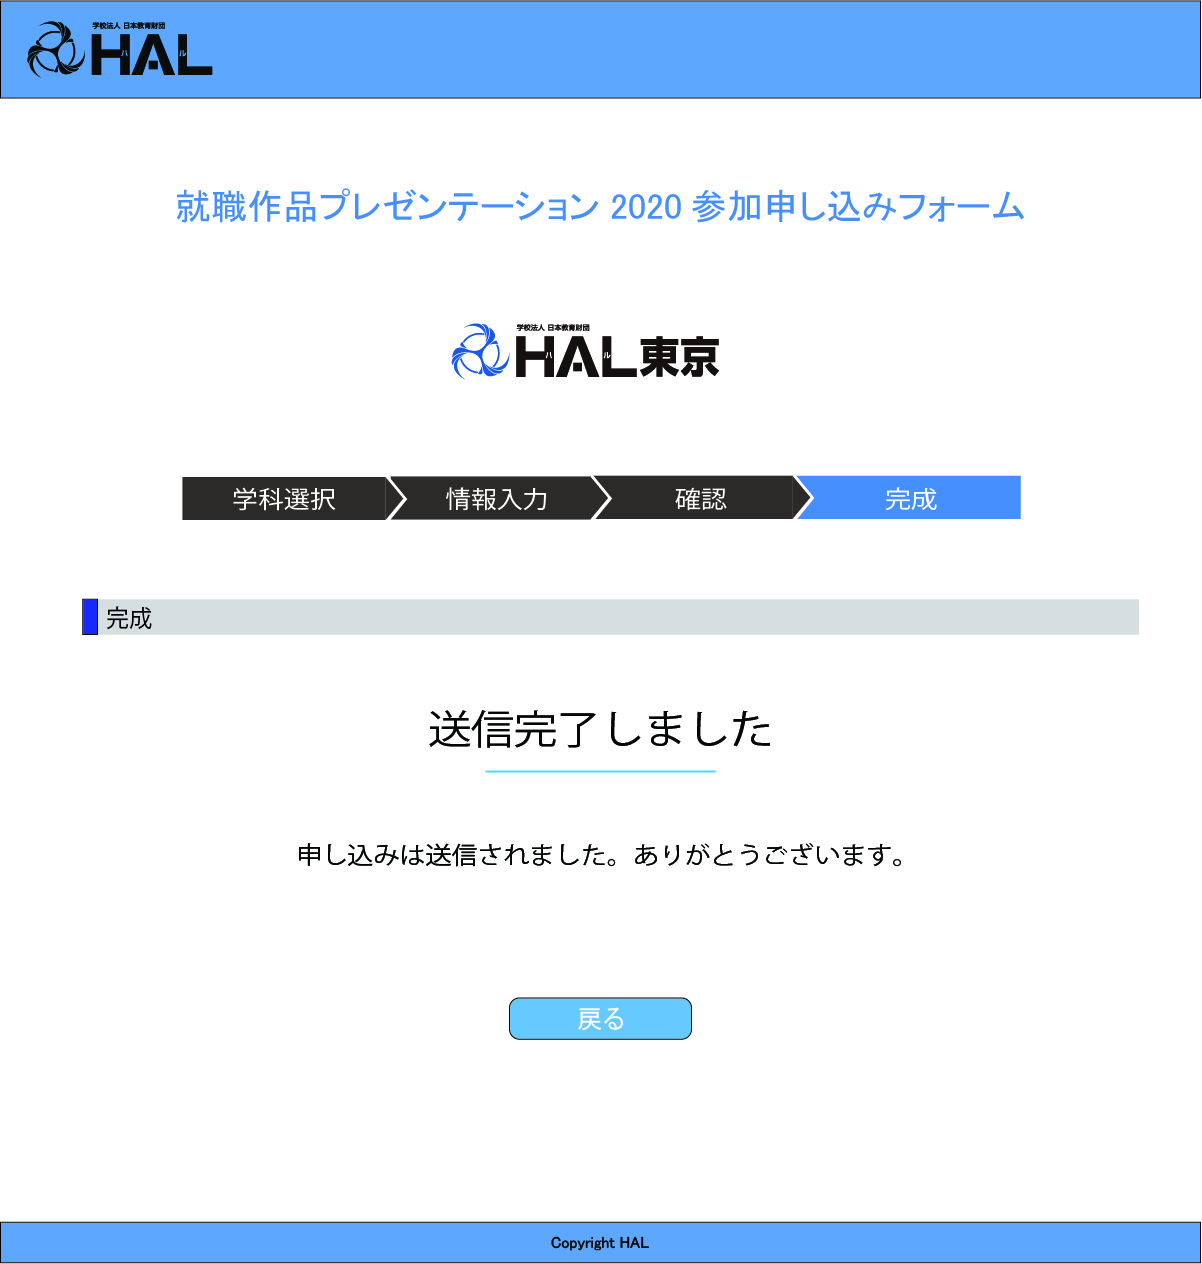 学校法人 日本教育財団
HAL
ハ ル
就職作品プレゼンテーション 2020 参加申し込みフォーム
学校法人 日本教育財団
HAL東京
ハ ル
学科選択 情報入力 確認 完成
完成
送信完了しました
申し込みは送信されました。ありがとうございます。
戻る
Copyright HAL